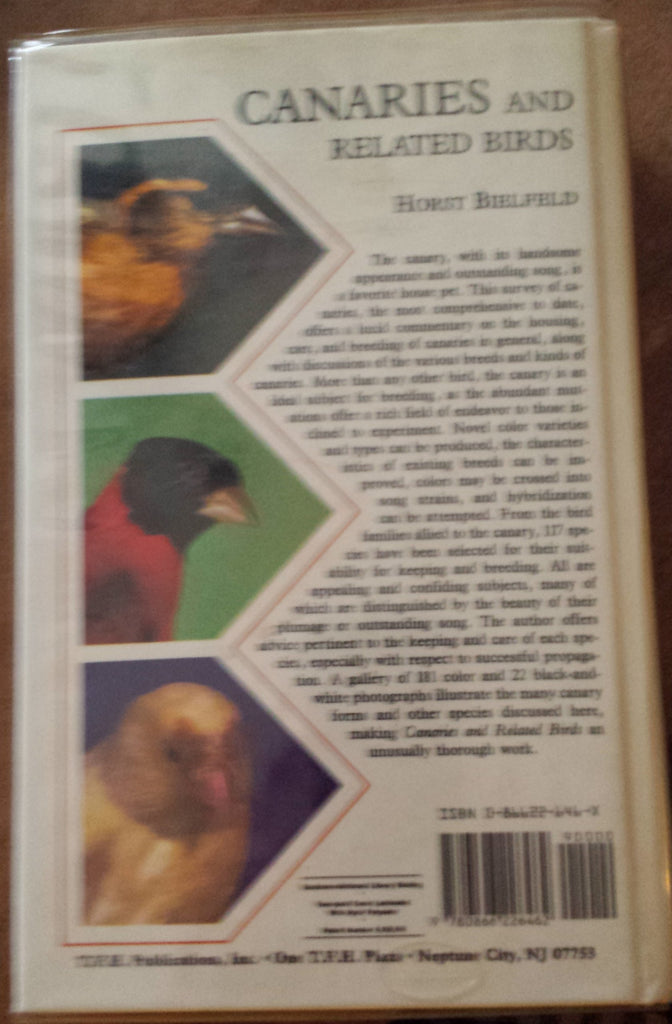 CANARIES AND
RELATED BIRDS
HORST BIELFELD
The canary, with its handsome
appearance and outstanding song, is
a favorite house pet. This survey of ca-
naries, the most comprehensive to date,
offers a lucid commentary on the housing,
care, and breeding of canaries in general, along
with discussions of the various breeds and kinds of
canaries. More than any other bird, the canary is an
ideal subject for breeding, as the abundant mut-
ations offer a rich field of endeavor to those in-
clined to experiment. Novel color varieties
and types can be produced, the character-
istics of existing breeds can be im-
proved, colors may be crossed into
song strains, and hybridization
can be attempted. From the bird
families allied to the canary, 117 spe-
cies have been selected for their suit-
ability for keeping and breeding. All are
appealing and confiding subjects, many of
which are distinguished by the beauty of their
plumage or outstanding song. The author offers
advice pertinent to the keeping and care of each spe-
cies, especially with respect to successful propaga-
tion. A gallery of 181 color and 22 black-and-
white photographs illustrate the many canary
forms and other species discussed here,
making Canaries and Related Birds an
unusually thorough work.
ISBN 0-86622-646-X
90000
9 780866 226462
T.F.H. Publications, Inc. • One T.F.H. Plaza • Neptune City, NJ 07753